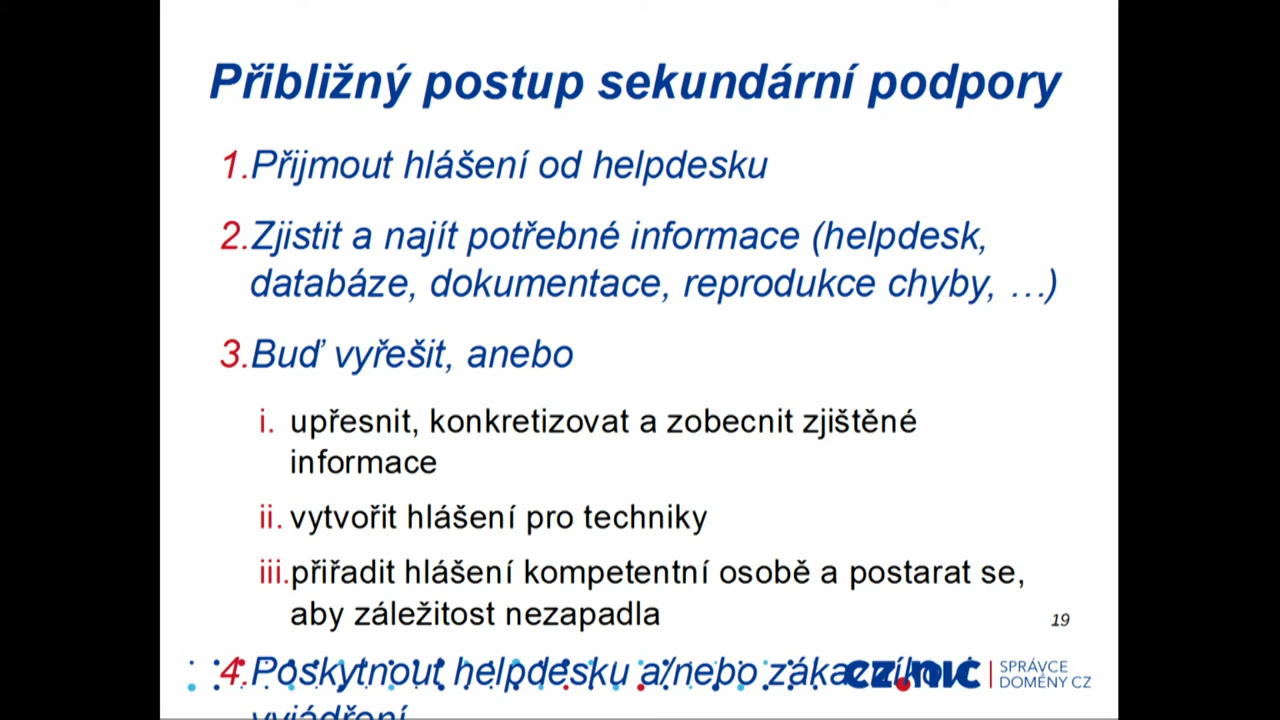 Přibližný postup sekundární podpory
1.Přijmout hlášení od helpdesku
2.Zjistit a najít potřebné informace (helpdesk,
databáze, dokumentace, reprodukce chyby, …)
3.Buď vyřešit, anebo
i. upřesnit, konkretizovat a zobecnit zjištěné
informace
ii. vytvořit hlášení pro techniky
iii.přiřadit hlášení kompetentní osobě a postarat se,
aby záležitost nezapadla
19
4.Poskytnout helpdesku a/nebo
CZ.NIC
SPRÁVCE
DOMÉNY CZ
vyjádření